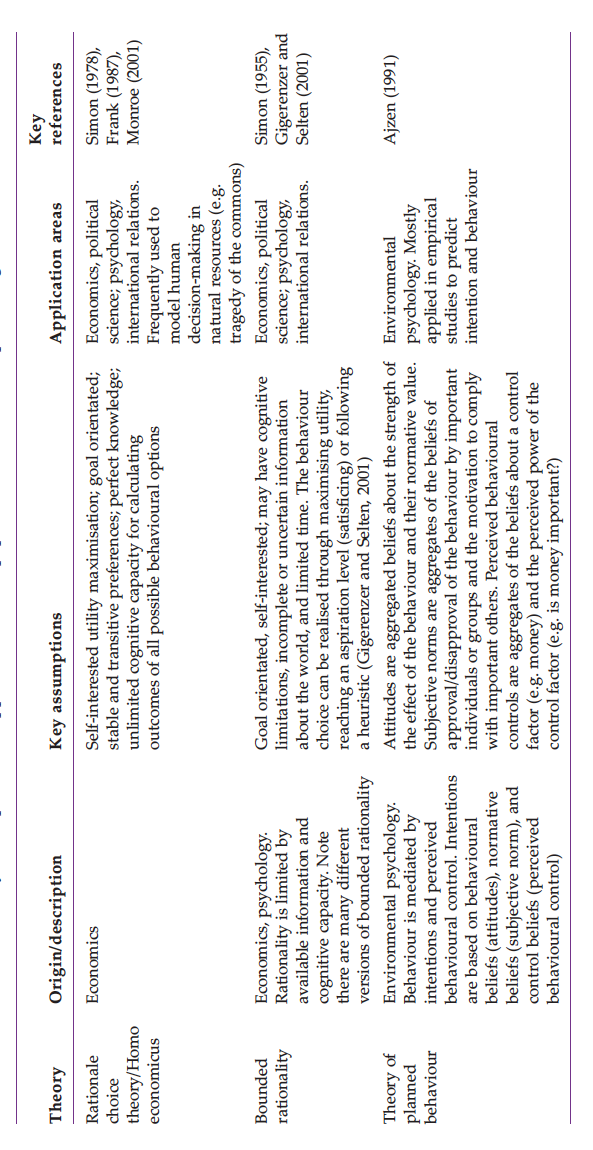 Theory
Origin/description
Key assumptions
Application areas
Key
references
Rationale
choice
theory/Homo
economicus
Economics
Self-interested utility maximisation; goal orientated;
stable and transitive preferences; perfect knowledge;
unlimited cognitive capacity for calculating
outcomes of all possible behavioural options
Economics, political
science; psychology,
international relations.
Frequently used to
model human
decision-making in
natural resources (e.g.
tragedy of the commons)
Simon (1978),
Frank (1987),
Monroe (2001)
Bounded
rationality
Economics, psychology.
Rationality is limited by
available information and
cognitive capacity. Note
there are many different
versions of bounded rationality
Goal orientated, self-interested; may have cognitive
limitations, incomplete or uncertain information
about the world, and limited time. The behaviour
choice can be realised through maximising utility,
reaching an aspiration level (satisficing) or following
a heuristic (Gigerenzer and Selten, 2001)
Economics, political
science; psychology,
international relations.
Simon (1955),
Gigerenzer and
Selten (2001)
Theory of
planned
behaviour
Environmental psychology.
Behaviour is mediated by
intentions and perceived
behavioural control. Intentions
are based on behavioural
beliefs (attitudes), normative
beliefs (subjective norm), and
control beliefs (perceived
behavioural control)
Attitudes are aggregated beliefs about the strength of
the effect of the behaviour and their normative value.
Subjective norms are aggregates of the beliefs of
approval/disapproval of the behaviour by important
individuals or groups and the motivation to comply
with important others. Perceived behavioural
controls are aggregates of the beliefs about a control
factor (e.g. money) and the perceived power of the
control factor (e.g. is money important?)
Environmental
psychology. Mostly
applied in empirical
studies to predict
intention and behaviour
Ajzen (1991)